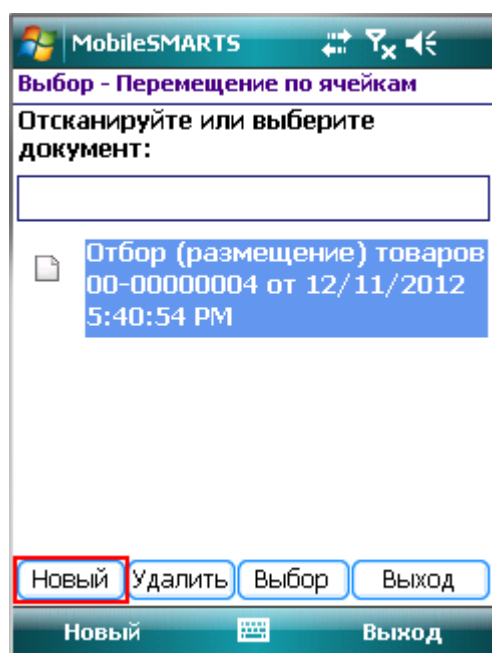 MobileSMARTS
Выбор - Перемещение по ячейкам
Отсканируйте или выберите
документ:
Отбор (размещение) товаров
00-00000004 от 12/11/2012
5:40:54 PM
Новый Удалить Выбор Выход
Новый Выход